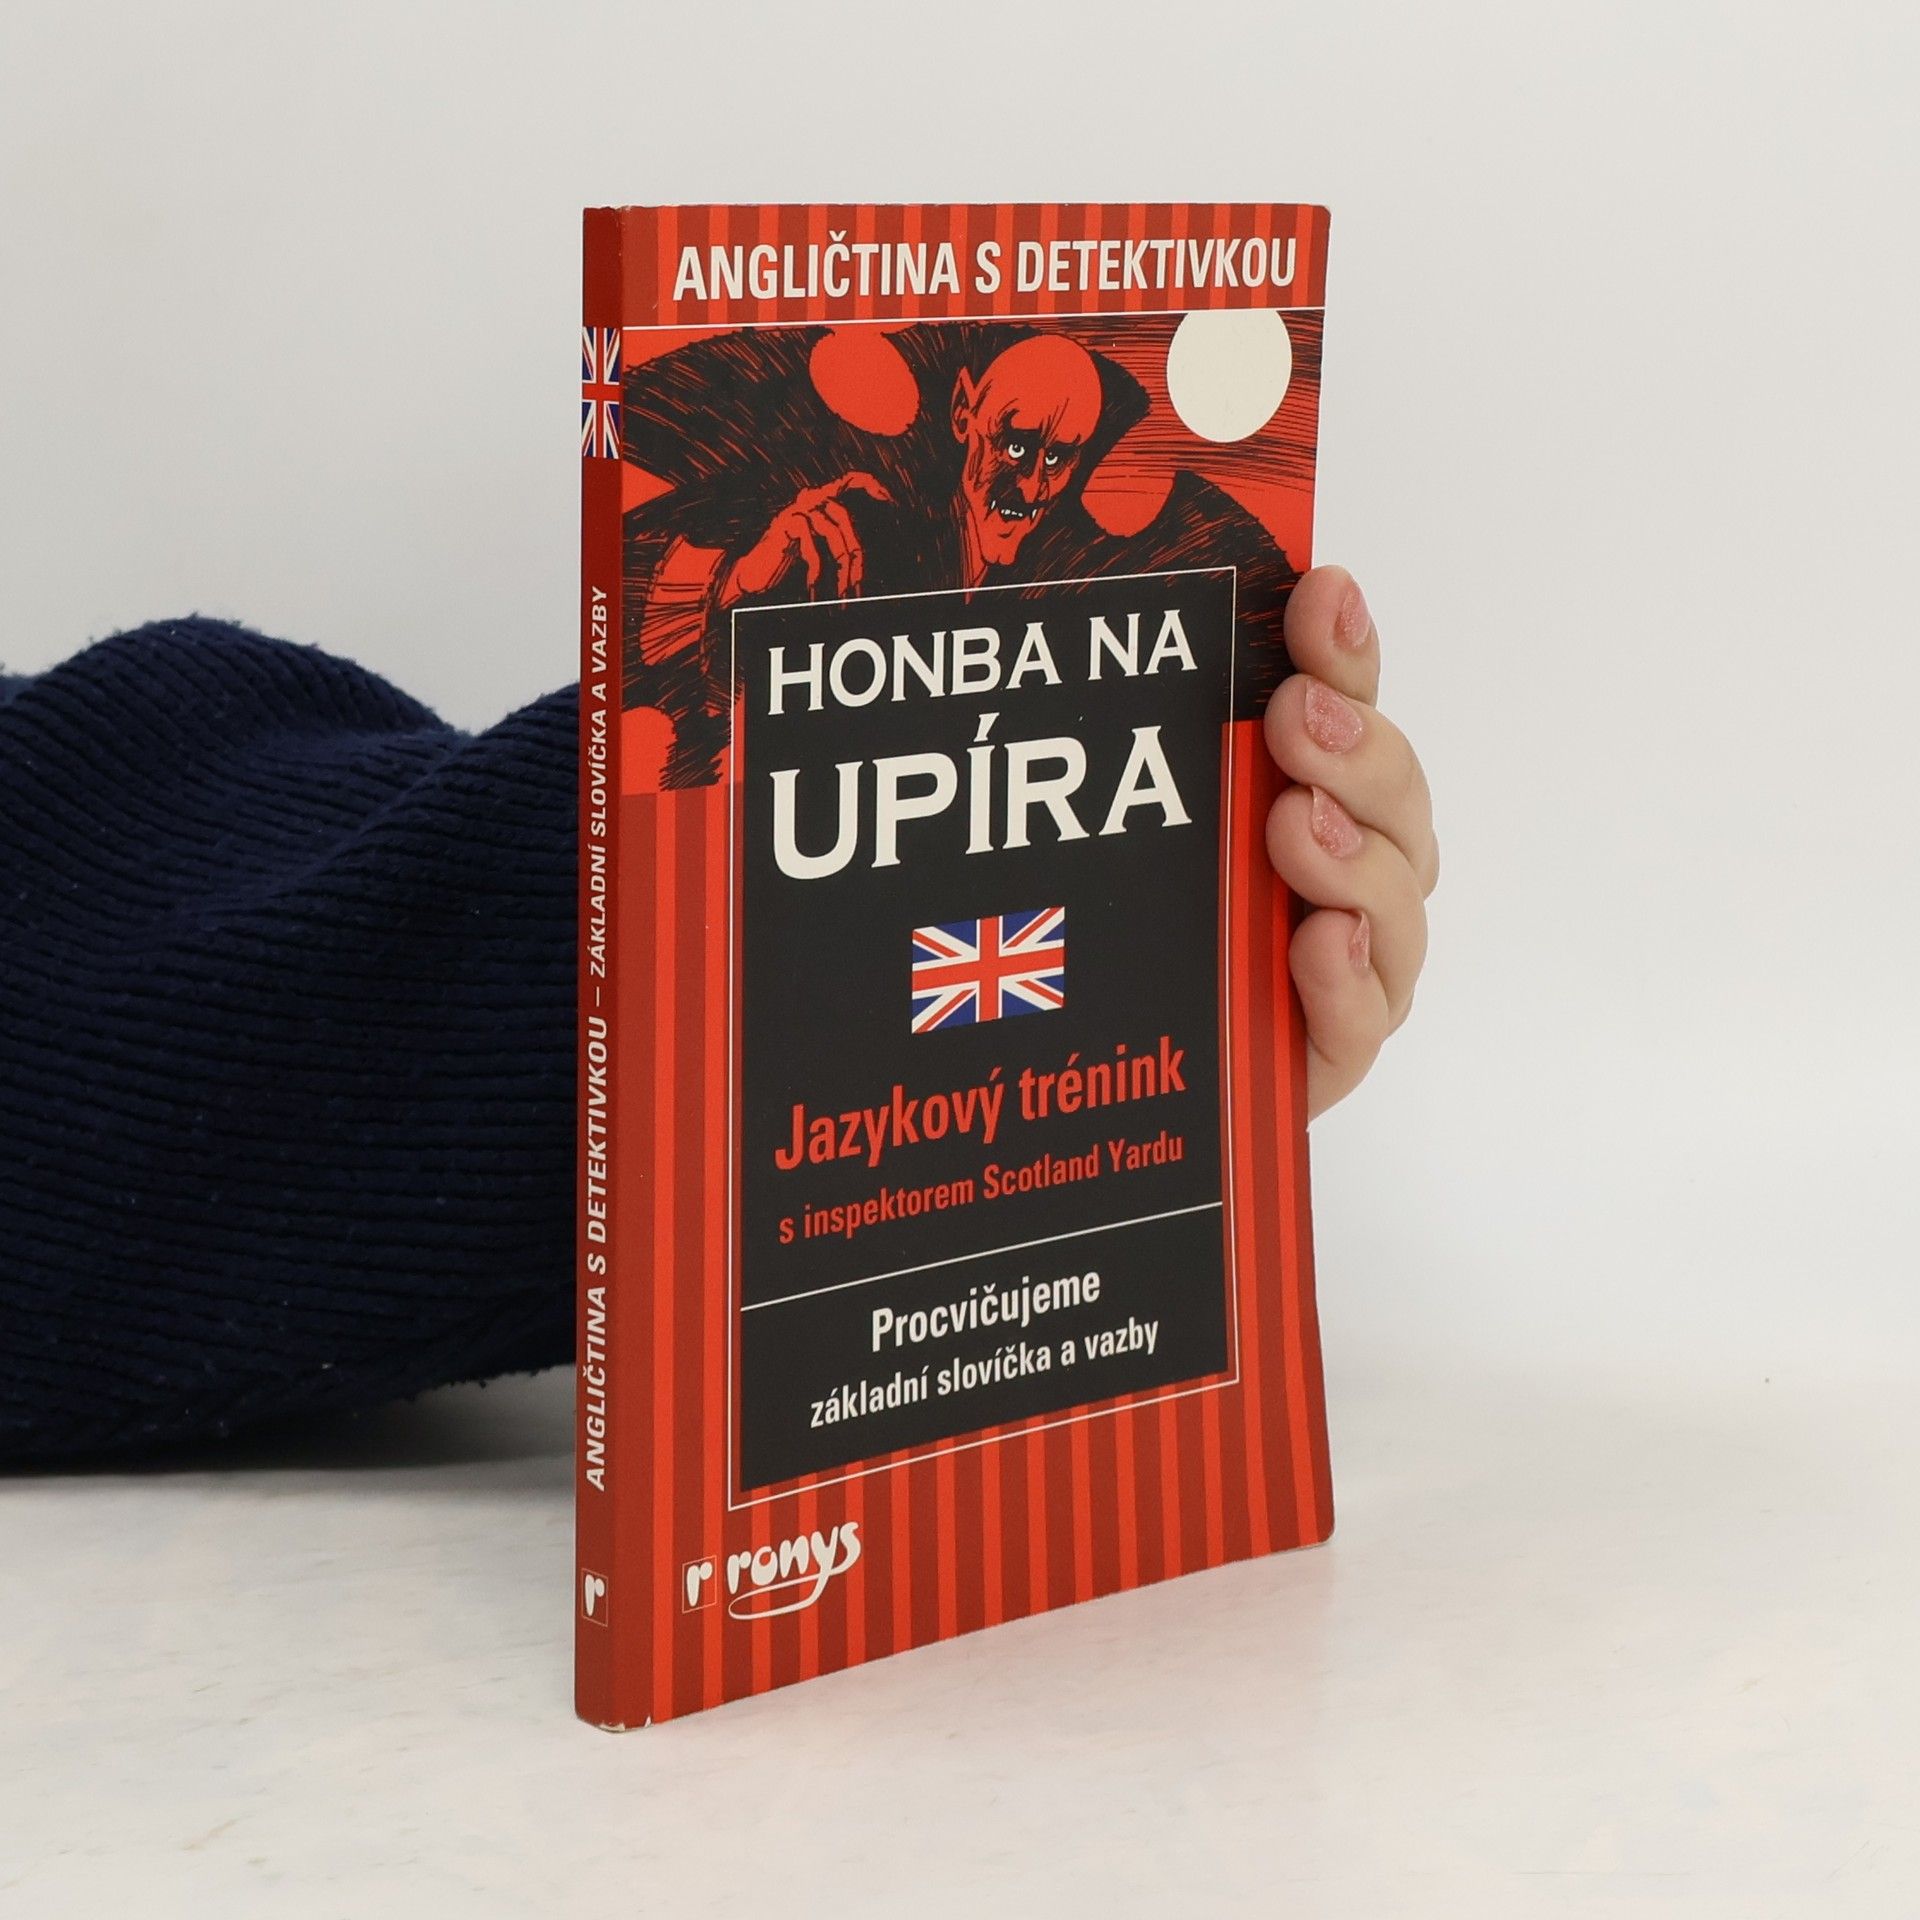 ANGLIČTINA S DETEKTIVKOU
HONBA NA
UPÍRA
Jazykový trénink
s inspektorem Scotland Yardu
Procvičujeme
základní slovíčka a vazby
r ronys
ANGLIČTINA S DETEKTIVKOU – ZÁKLADNÍ SLOVÍČKA A VAZBY
r